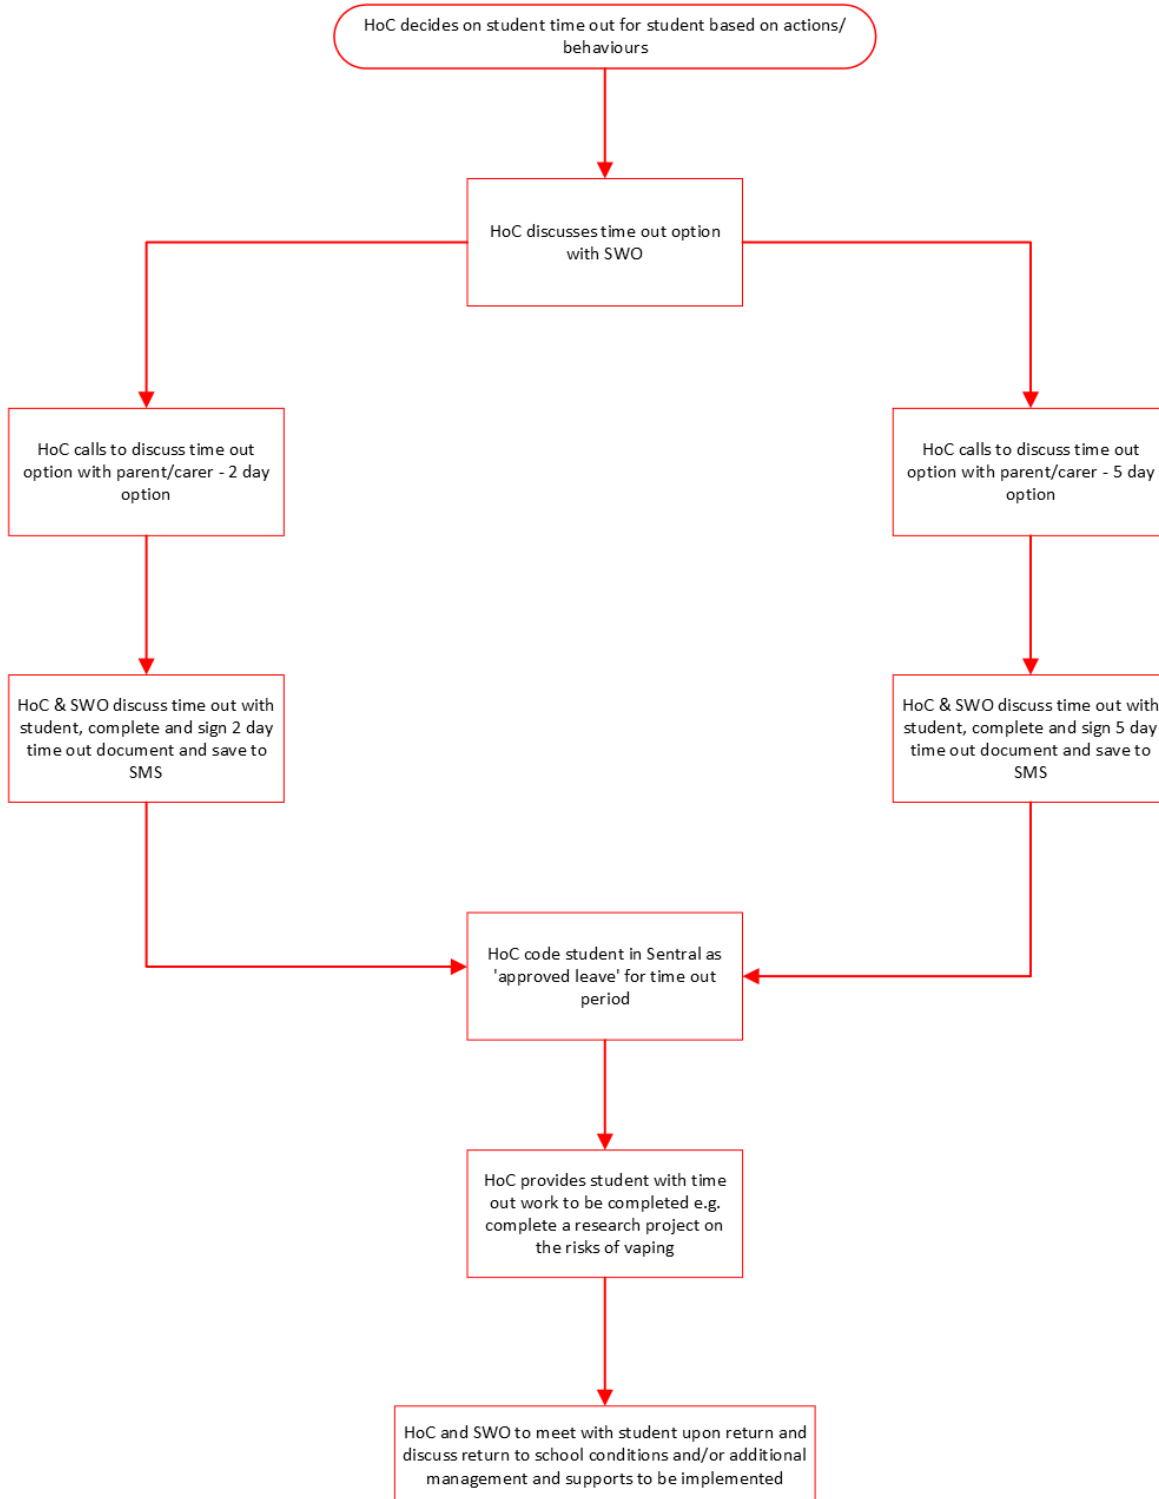 HoC decides on student time out for student based on actions/
behaviours
HoC discusses time out option
with SWO
HoC calls to discuss time out
option with parent/carer - 2 day
option
HoC calls to discuss time out
option with parent/carer - 5 day
option
HoC & SWO discuss time out with
student, complete and sign 2 day
time out document and save to
SMS
HoC & SWO discuss time out with
student, complete and sign 5 day
time out document and save to
SMS
HoC code student in Sentral as
'approved leave' for time out
period
HoC provides student with time
out work to be completed e.g.
complete a research project on
the risks of vaping
HoC and SWO to meet with student upon return and
discuss return to school conditions and/or additional
management and supports to be implemented